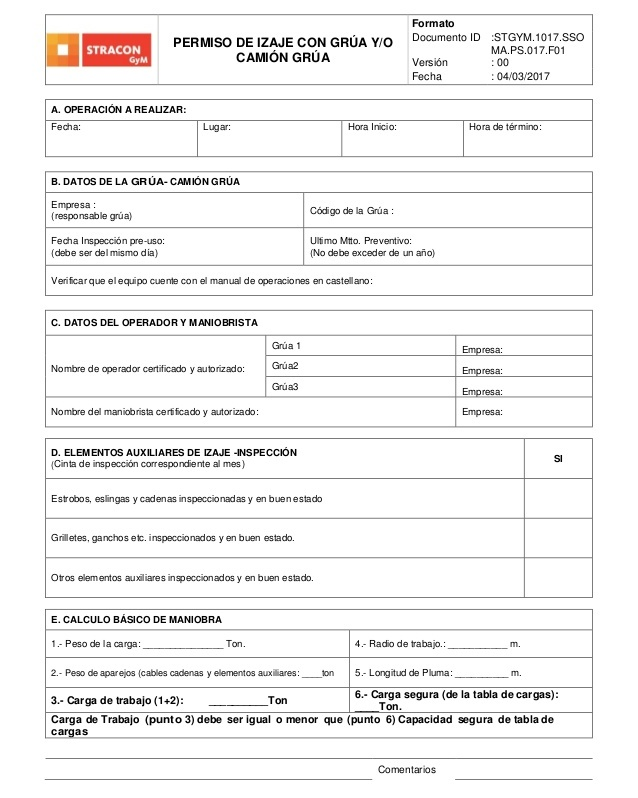 STRACON
GyM
PERMISO DE IZAJE CON GRÚA Y/O
CAMIÓN GRÚA
Formato
Documento ID :STGYM.1017.SSO
MA.PS.017.F01
Versión : 00
Fecha : 04/03/2017
A. OPERACIÓN A REALIZAR:
Fecha: Lugar: Hora Inicio: Hora de término:
B. DATOS DE LA GRÚA- CAMIÓN GRÚA
Empresa :
(responsable grúa)
Código de la Grúa :
Fecha Inspección pre-uso:
(debe ser del mismo día)
Ultimo Mtto. Preventivo:
(No debe exceder de un año)
Verificar que el equipo cuente con el manual de operaciones en castellano:
C. DATOS DEL OPERADOR Y MANIOBRISTA
Nombre de operador certificado y autorizado:
Grúa 1 Empresa:
Grúa2 Empresa:
Grúa3 Empresa:
Nombre del maniobrista certificado y autorizado: Empresa:
D. ELEMENTOS AUXILIARES DE IZAJE -INSPECCIÓN
(Cinta de inspección correspondiente al mes)
SI
Estrobos, eslingas y cadenas inspeccionadas y en buen estado
Grilletes, ganchos etc. inspeccionados y en buen estado.
Otros elementos auxiliares inspeccionados y en buen estado.
E. CALCULO BÁSICO DE MANIOBRA
1.- Peso de la carga: _______________ Ton.
4.- Radio de trabajo.: ___________ m.
2.- Peso de aparejos (cables cadenas y elementos auxiliares: ____ton
5.- Longitud de Pluma: __________ m.
3.- Carga de trabajo (1+2): __________Ton
6.- Carga segura (de la tabla de cargas):
____Ton.
Carga de Trabajo (punto 3) debe ser igual o menor que (punto 6) Capacidad segura de tabla de
cargas
Comentarios